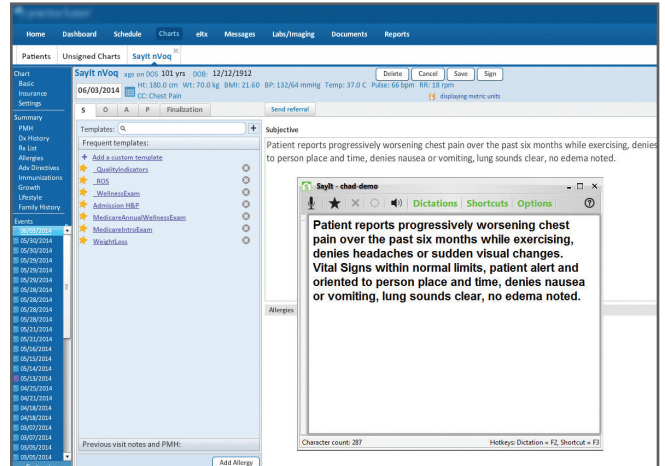 Home Dashboard Schedule Charts eRx Messages Labs/Imaging Documents Reports
Patients Unsigned Charts SayIt nVoq ×
Chart
Basic
Insurance
Settings
Summary
PMH
Dx History
Rx List
Allergies
Adv Directives
Immunizations
Growth
Lifestyle
Family History
Events
06/03/2014
05/30/2014
05/30/2014
05/29/2014
05/29/2014
05/29/2014
05/28/2014
05/28/2014
05/28/2014
05/28/2014
05/21/2014
05/21/2014
05/16/2014
05/15/2014
05/14/2014
05/13/2014
04/25/2014
04/21/2014
04/18/2014
04/18/2014
03/07/2014
03/07/2014
03/05/2014
03/05/2014
SayIt nVoq age on DOS 101 yrs DOB: 12/12/1912
Delete Cancel Save Sign
06/03/2014 Ht: 180.0 cm Wt: 70.0 kg BMI: 21.60 BP: 132/64 mmHg Temp: 37.0 C Pulse: 66 bpm RR: 18 rpm
CC: Chest Pain
displaying metric units
S O A P Finalization
Send referral
Templates:
Frequent templates:
+ Add a custom template
_QualityIndicators
_ROS
_WellnessExam
Admission H&P
MedicareAnnualWellnessExam
MedicareIntroExam
WeightLoss
Previous visit notes and PMH:
Add Allergy
Subjective
Patient reports progressively worsening chest pain over the past six months while exercising, denies
to person place and time, denies nausea or vomiting, lung sounds clear, no edema noted.
Allergies
SayIt - chad-demo
Dictations Shortcuts Options
Patient reports progressively worsening chest
pain over the past six months while exercising,
denies headaches or sudden visual changes.
Vital Signs within normal limits, patient alert and
oriented to person place and time, denies nausea
or vomiting, lung sounds clear, no edema noted.
Character count: 287
Hotkeys: Dictation = F2, Shortcut = F3